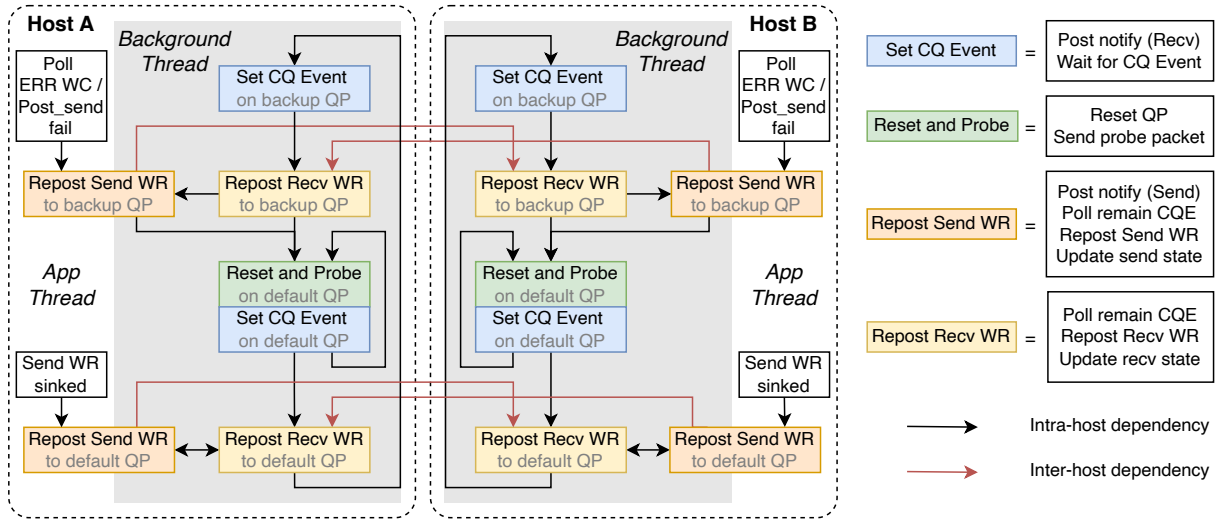 Host A
Background
Thread
Poll
ERR WC /
Post_send
fail
Set CQ Event
on backup QP
Repost Send WR
to backup QP
Repost Recv WR
to backup QP
App
Thread
Reset and Probe
on default QP
Set CQ Event
on default QP
Send WR
sinked
Repost Send WR
to default QP
Repost Recv WR
to default QP
Host B
Background
Thread
Set CQ Event
on backup QP
Poll
ERR WC /
Post_send
fail
Repost Recv WR
to backup QP
Repost Send WR
to backup QP
Reset and Probe
on default QP
Set CQ Event
on default QP
App
Thread
Send WR
sinked
Repost Recv WR
to default QP
Repost Send WR
to default QP
Set CQ Event
=
Post notify (Recv)
Wait for CQ Event
Reset and Probe
=
Reset QP
Send probe packet
Repost Send WR
=
Post notify (Send)
Poll remain CQE
Repost Send WR
Update send state
Repost Recv WR
=
Poll remain CQE
Repost Recv WR
Update recv state
Intra-host dependency
Inter-host dependency